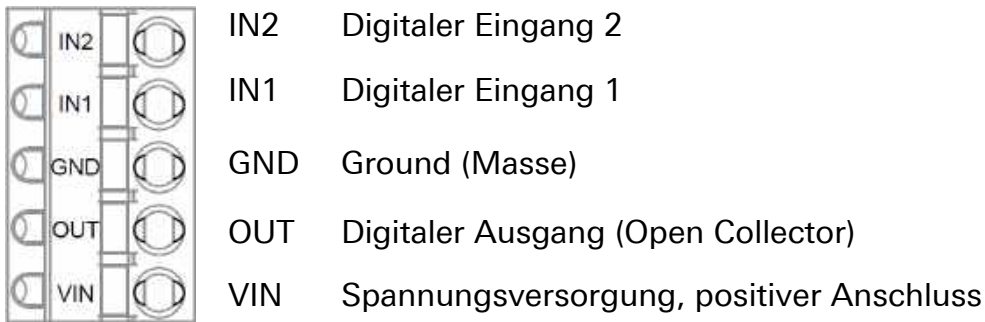 IN2 IN2 Digitaler Eingang 2
IN1 IN1 Digitaler Eingang 1
GND GND Ground (Masse)
OUT OUT Digitaler Ausgang (Open Collector)
VIN VIN Spannungsversorgung, positiver Anschluss